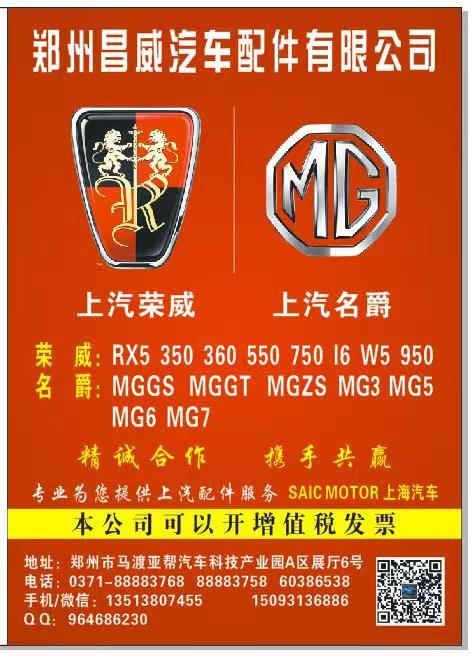 郑州昌威汽车配件有限公司
R
MG
上汽荣威
上汽名爵
荣 威: RX5 350 360 550 750 I6 W5 950
名 爵: MGGS MGGT MGZS MG3 MG5
MG6 MG7
精诚合作 携手共赢
专业为您提供上汽配件服务 SAIC MOTOR 上海汽车
本公司可以开增值税发票
地址: 郑州市马渡亚帮汽车科技产业园A区展厅6号
电话: 0371-88883768 88883758 60386538
手机/微信: 13513807455 15093136886
QQ: 964686230